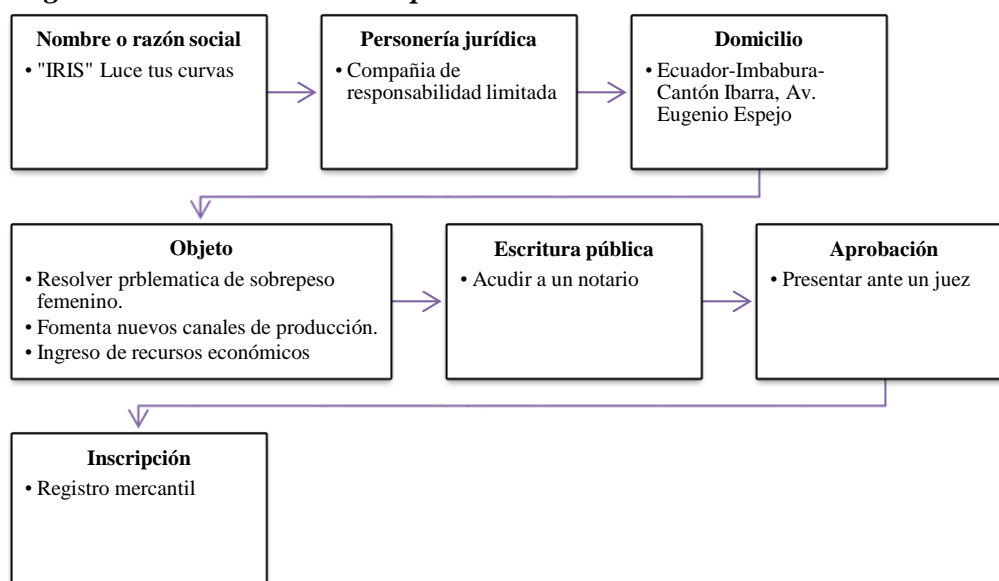 Nombre o razón social
• "IRIS" Luce tus curvas
Personería jurídica
• Compañia de
responsabilidad limitada
Domicilio
• Ecuador-Imbabura-
Cantón Ibarra, Av.
Eugenio Espejo
Objeto
• Resolver prblematica de sobrepeso
femenino.
• Fomenta nuevos canales de producción.
• Ingreso de recursos económicos
Escritura pública
• Acudir a un notario
Aprobación
• Presentar ante un juez
Inscripción
• Registro mercantil